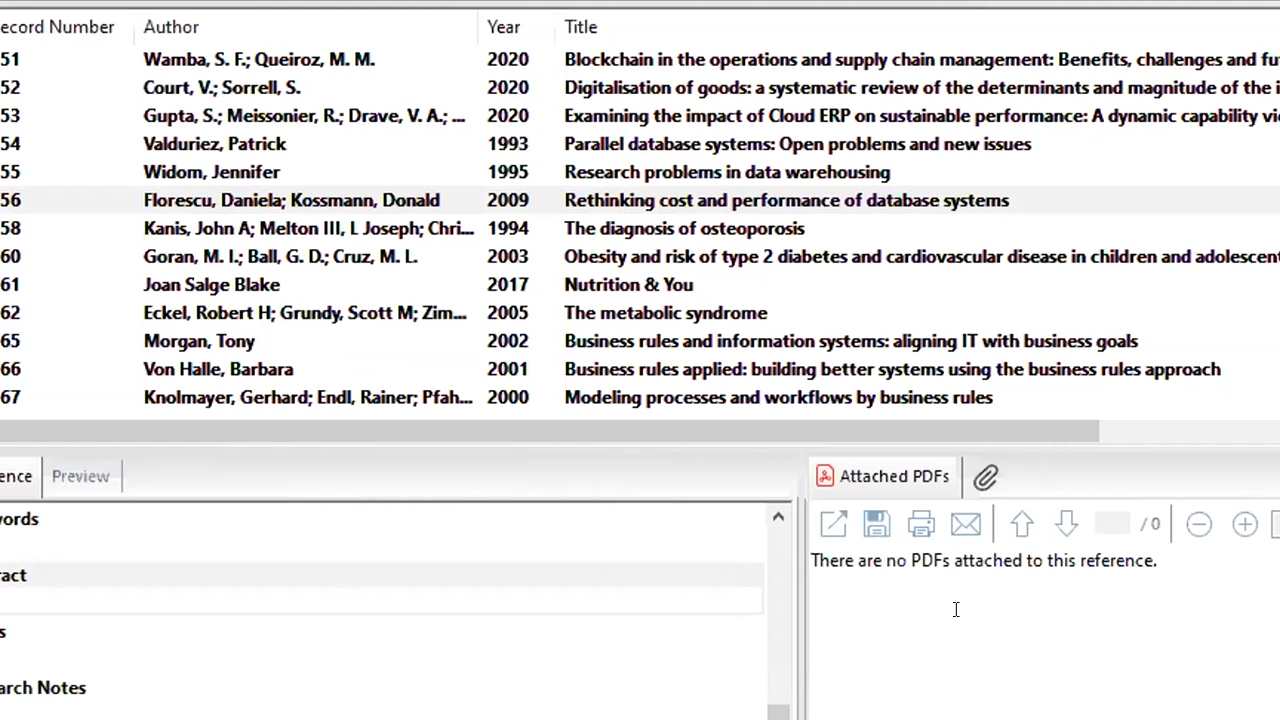 ecord Number Author Year Title
51 Wamba, S. F.; Queiroz, M. M. 2020 Blockchain in the operations and supply chain management: Benefits, challenges and fu
52 Court, V.; Sorrell, S. 2020 Digitalisation of goods: a systematic review of the determinants and magnitude of the i
53 Gupta, S.; Meissonier, R.; Drave, V. A.; ... 2020 Examining the impact of Cloud ERP on sustainable performance: A dynamic capability vi
54 Valduriez, Patrick 1993 Parallel database systems: Open problems and new issues
55 Widom, Jennifer 1995 Research problems in data warehousing
56 Florescu, Daniela; Kossmann, Donald 2009 Rethinking cost and performance of database systems
58 Kanis, John A; Melton III, L Joseph; Chri... 1994 The diagnosis of osteoporosis
60 Goran, M. I.; Ball, G. D.; Cruz, M. L. 2003 Obesity and risk of type 2 diabetes and cardiovascular disease in children and adolescent
61 Joan Salge Blake 2017 Nutrition & You
62 Eckel, Robert H; Grundy, Scott M; Zim... 2005 The metabolic syndrome
65 Morgan, Tony 2002 Business rules and information systems: aligning IT with business goals
66 Von Halle, Barbara 2001 Business rules applied: building better systems using the business rules approach
67 Knolmayer, Gerhard; Endl, Rainer; Pfah... 2000 Modeling processes and workflows by business rules
ence Preview
words
ract
s
arch Notes
Attached PDFs
/ 0
There are no PDFs attached to this reference.